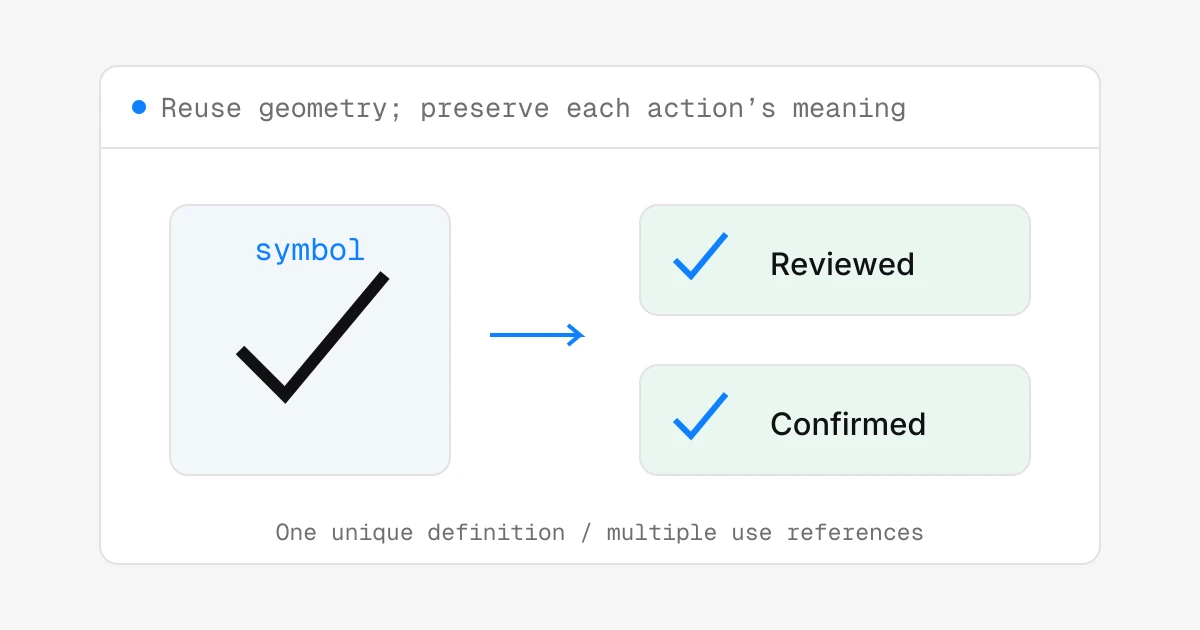 Reuse geometry; preserve each action’s meaning
symbol
Reviewed
Confirmed
One unique definition / multiple use references